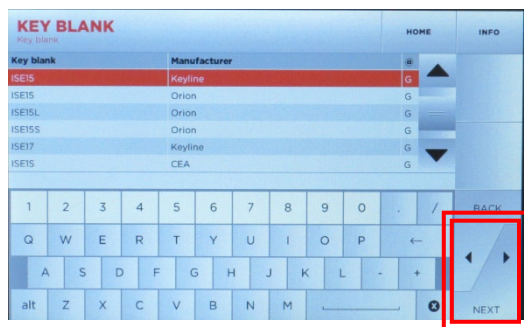 KEY BLANK
Key blank
HOME
INFO
Key blank Manufacturer @
ISE15 Keyline G
ISE15 Orion G
ISE15L Orion G
ISE15S Orion G
ISE17 Keyline G
ISE1S CEA G
1 2 3 4 5 6 7 8 9 0 . /
BACK
Q W E R T Y U I O P ←
A S D F G H J K L - +
alt Z X C V B N M
NEXT